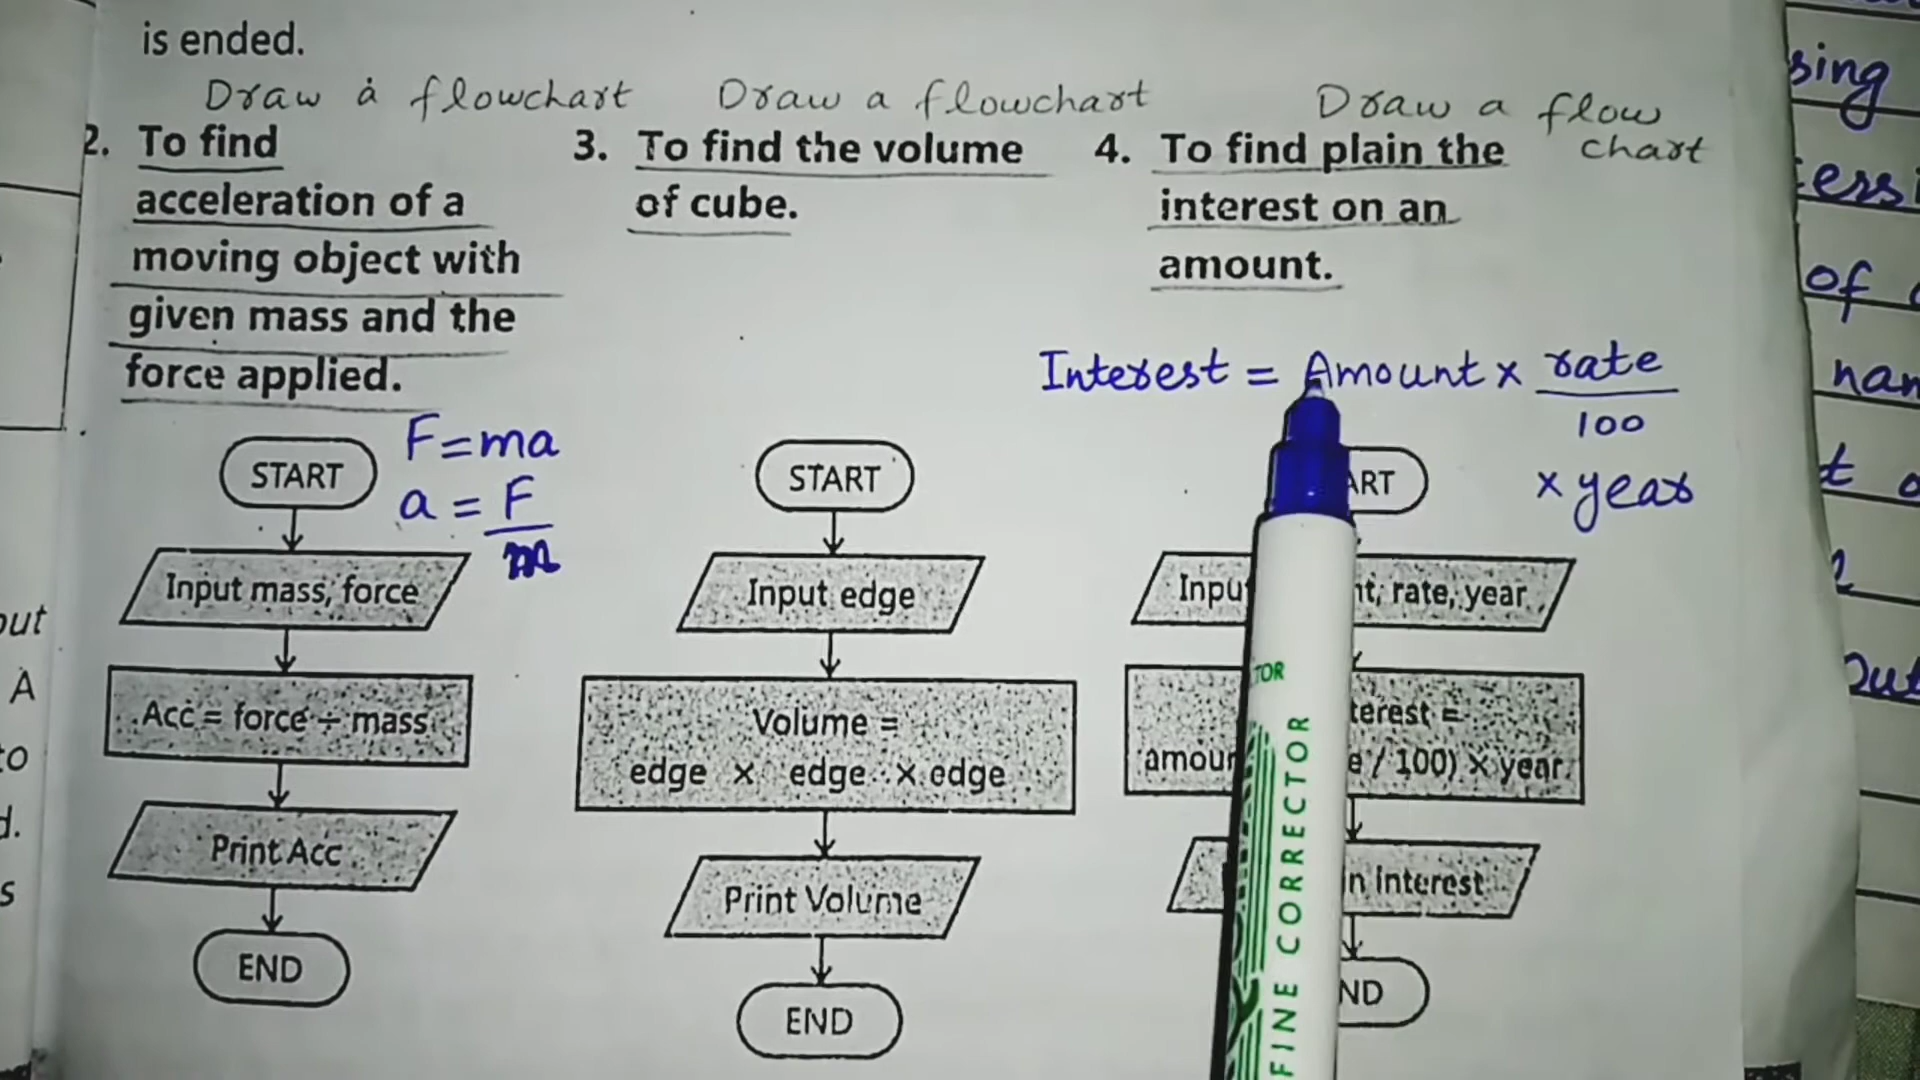 is ended.
Draw a flowchart
2. To find
acceleration of a
moving object with
given mass and the
force applied.
F=ma
a = F
m
START
Input mass, force
Acc = force ÷ mass
Print Acc
END
Draw a flowchart
3. To find the volume
of cube.
START
Input edge
Volume =
edge × edge × edge
Print Volume
END
Draw a flow
chart
4. To find plain the
interest on an
amount.
Interest = Amount × rate
100
× year
ART
Inpu t, rate, year
terest =
amou e / 100) × year
n Interest
ND
TOR
FINE CORRECTOR
out
A
to
d.
s
sing
of
nam
t
out